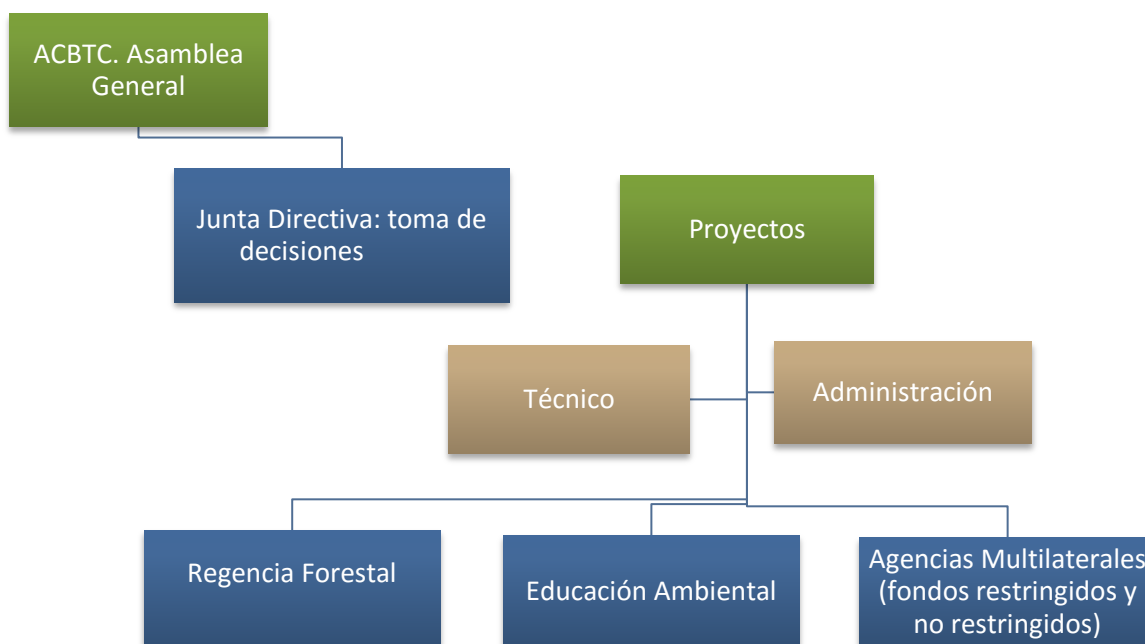 ACBTC. Asamblea
General
Junta Directiva: toma de
decisiones
Proyectos
Técnico
Administración
Regencia Forestal
Educación Ambiental
Agencias Multilaterales
(fondos restringidos y
no restringidos)